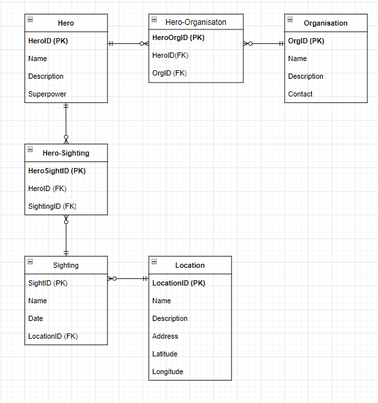 Hero
HeroID (PK)
Name
Description
Superpower
Hero-Organisaton
HeroOrgID (PK)
HeroID(FK)
OrgID (FK)
Organisation
OrgID (PK)
Name
Description
Contact
Hero-Sighting
HeroSightID (PK)
HeroID (FK)
SightingID (FK)
Sighting
SightID (PK)
Name
Date
LocationID (FK)
Location
LocationID (PK)
Name
Description
Address
Latitude
Longitude